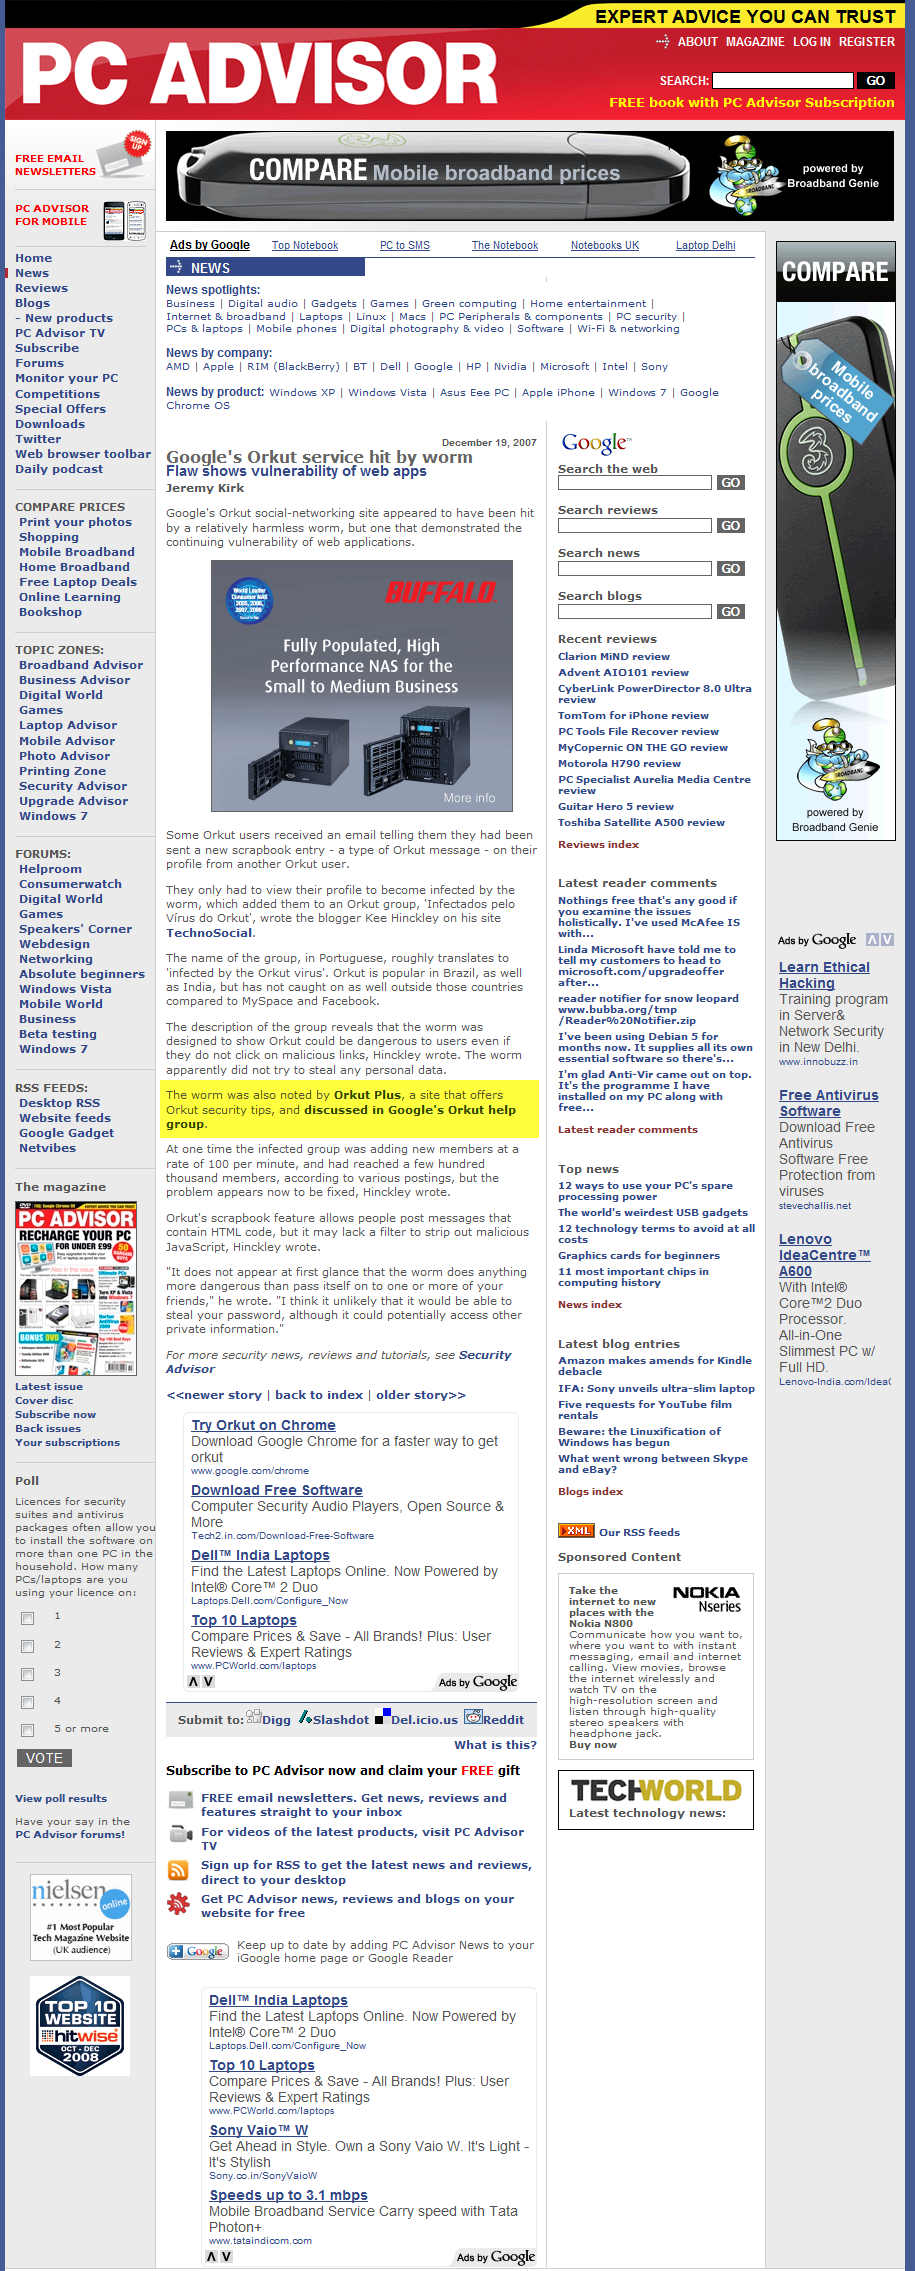 EXPERT ADVICE YOU CAN TRUST
PC ADVISOR
ABOUT MAGAZINE LOG IN REGISTER
SEARCH: GO
FREE book with PC Advisor Subscription
FREE EMAIL
NEWSLETTERS
SIGN UP
PC ADVISOR
FOR MOBILE
Home
News
Reviews
Blogs
- New products
PC Advisor TV
Subscribe
Forums
Monitor your PC
Competitions
Special Offers
Downloads
Twitter
Web browser toolbar
Daily podcast
COMPARE PRICES
Print your photos
Shopping
Mobile Broadband
Home Broadband
Free Laptop Deals
Online Learning
Bookshop
TOPIC ZONES:
Broadband Advisor
Business Advisor
Digital World
Games
Laptop Advisor
Mobile Advisor
Photo Advisor
Printing Zone
Security Advisor
Upgrade Advisor
Windows 7
FORUMS:
Helproom
Consumerwatch
Digital World
Games
Speakers' Corner
Webdesign
Networking
Absolute beginners
Windows Vista
Mobile World
Business
Beta testing
Windows 7
RSS FEEDS:
Desktop RSS
Website feeds
Google Gadget
Netvibes
The magazine
PC ADVISOR
RECHARGE YOUR PC
FOR UNDER £99
BONUS DVD
Latest issue
Cover disc
Subscribe now
Back issues
Your subscriptions
Poll
Licences for security
suites and antivirus
packages often allow you
to install the software on
more than one PC in the
household. How many
PCs/laptops are you
using your licence on:
1
2
3
4
5 or more
VOTE
View poll results
Have your say in the
PC Advisor forums!
nielsen
online
#1 Most Popular
Tech Magazine Website
(UK audience)
TOP 10
WEBSITE
hitwise
OCT - DEC
2008
COMPARE Mobile broadband prices
BROADBAND
powered by
Broadband Genie
Ads by Google Top Notebook PC to SMS The Notebook Notebooks UK Laptop Delhi
NEWS
News spotlights:
Business | Digital audio | Gadgets | Games | Green computing | Home entertainment |
Internet & broadband | Laptops | Linux | Macs | PC Peripherals & components | PC security |
PCs & laptops | Mobile phones | Digital photography & video | Software | Wi-Fi & networking
News by company:
AMD | Apple | RIM (BlackBerry) | BT | Dell | Google | HP | Nvidia | Microsoft | Intel | Sony
News by product: Windows XP | Windows Vista | Asus Eee PC | Apple iPhone | Windows 7 | Google
Chrome OS
December 19, 2007
Google's Orkut service hit by worm
Flaw shows vulnerability of web apps
Jeremy Kirk
Google's Orkut social-networking site appeared to have been hit
by a relatively harmless worm, but one that demonstrated the
continuing vulnerability of web applications.
World Leader
Consumer NAS
2005, 2006,
2007, 2008
BUFFALO
Fully Populated, High
Performance NAS for the
Small to Medium Business
More info
Some Orkut users received an email telling them they had been
sent a new scrapbook entry - a type of Orkut message - on their
profile from another Orkut user.
They only had to view their profile to become infected by the
worm, which added them to an Orkut group, 'Infectados pelo
Vírus do Orkut', wrote the blogger Kee Hinckley on his site
TechnoSocial.
The name of the group, in Portuguese, roughly translates to
'infected by the Orkut virus'. Orkut is popular in Brazil, as well
as India, but has not caught on as well outside those countries
compared to MySpace and Facebook.
The description of the group reveals that the worm was
designed to show Orkut could be dangerous to users even if
they do not click on malicious links, Hinckley wrote. The worm
apparently did not try to steal any personal data.
The worm was also noted by Orkut Plus, a site that offers
Orkut security tips, and discussed in Google's Orkut help
group.
At one time the infected group was adding new members at a
rate of 100 per minute, and had reached a few hundred
thousand members, according to various postings, but the
problem appears now to be fixed, Hinckley wrote.
Orkut's scrapbook feature allows people post messages that
contain HTML code, but it may lack a filter to strip out malicious
JavaScript, Hinckley wrote.
"It does not appear at first glance that the worm does anything
more dangerous than pass itself on to one or more of your
friends," he wrote. "I think it unlikely that it would be able to
steal your password, although it could potentially access other
private information."
For more security news, reviews and tutorials, see Security
Advisor
<<newer story | back to index | older story>>
Try Orkut on Chrome
Download Google Chrome for a faster way to get
orkut
www.google.com/chrome
Download Free Software
Computer Security Audio Players, Open Source &
More
Tech2.in.com/Download-Free-Software
Dell™ India Laptops
Find the Latest Laptops Online. Now Powered by
Intel® Core™ 2 Duo
Laptops.Dell.com/Configure_Now
Top 10 Laptops
Compare Prices & Save - All Brands! Plus: User
Reviews & Expert Ratings
www.PCWorld.com/laptops
Ads by Google
Submit to: Digg Slashdot Del.icio.us Reddit
What is this?
Subscribe to PC Advisor now and claim your FREE gift
FREE email newsletters. Get news, reviews and
features straight to your inbox
For videos of the latest products, visit PC Advisor
TV
Sign up for RSS to get the latest news and reviews,
direct to your desktop
Get PC Advisor news, reviews and blogs on your
website for free
Google
Keep up to date by adding PC Advisor News to your
iGoogle home page or Google Reader
Dell™ India Laptops
Find the Latest Laptops Online. Now Powered by
Intel® Core™ 2 Duo
Laptops.Dell.com/Configure_Now
Top 10 Laptops
Compare Prices & Save - All Brands! Plus: User
Reviews & Expert Ratings
www.PCWorld.com/laptops
Sony Vaio™ W
Get Ahead in Style. Own a Sony Vaio W. It's Light -
It's Stylish
Sony.co.in/SonyVaioW
Speeds up to 3.1 mbps
Mobile Broadband Service Carry speed with Tata
Photon+
www.tataindicom.com
Ads by Google
Google™
Search the web
GO
Search reviews
GO
Search news
GO
Search blogs
GO
Recent reviews
Clarion MiND review
Advent AIO101 review
CyberLink PowerDirector 8.0 Ultra
review
TomTom for iPhone review
PC Tools File Recover review
MyCopernic ON THE GO review
Motorola H790 review
PC Specialist Aurelia Media Centre
review
Guitar Hero 5 review
Toshiba Satellite A500 review
Reviews index
Latest reader comments
Nothings free that's any good if
you examine the issues
holistically. I've used McAfee IS
with...
Linda Microsoft have told me to
tell my customers to head to
microsoft.com/upgradeoffer
after...
reader notifier for snow leopard
www.bubba.org/tmp
/Reader%20Notifier.zip
I've been using Debian 5 for
months now. It supplies all its own
essential software so there's...
I'm glad Anti-Vir came out on top.
It's the programme I have
installed on my PC along with
free...
Latest reader comments
Top news
12 ways to use your PC's spare
processing power
The world's weirdest USB gadgets
12 technology terms to avoid at all
costs
Graphics cards for beginners
11 most important chips in
computing history
News index
Latest blog entries
Amazon makes amends for Kindle
debacle
IFA: Sony unveils ultra-slim laptop
Five requests for YouTube film
rentals
Beware: the Linuxification of
Windows has begun
What went wrong between Skype
and eBay?
Blogs index
XML Our RSS feeds
Sponsored Content
NOKIA
Nseries
Take the
internet to new
places with the
Nokia N800
Communicate how you want to,
where you want to with instant
messaging, email and internet
calling. View movies, browse
the internet wirelessly and
watch TV on the
high-resolution screen and
listen through high-quality
stereo speakers with
headphone jack.
Buy now
TECHWORLD
Latest technology news:
COMPARE
Mobile
broadband
prices
3
BROADBAND
powered by
Broadband Genie
Ads by Google
Learn Ethical
Hacking
Training program
in Server&
Network Security
in New Delhi.
www.innobuzz.in
Free Antivirus
Software
Download Free
Antivirus
Software Free
Protection from
viruses
stevechallis.net
Lenovo
IdeaCentre™
A600
With Intel®
Core™2 Duo
Processor.
All-in-One
Slimmest PC w/
Full HD.
Lenovo-India.com/Idea